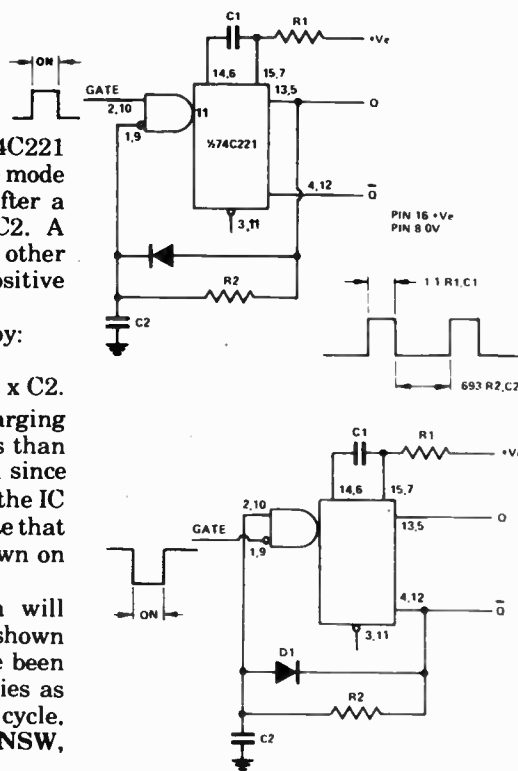 C1
R1
+Ve
ON
14,6
15,7
GATE
2,10
11
13,5
Q
1,9
½74C221
4,12
Q̄
3,11
PIN 16 +Ve
PIN 8 0V
R2
C2
1 1 R1,C1
693 R2,C2
4C221
mode
fter a
C2. A
other
ositive
by:
x C2.
arging
s than
since
the IC
e that
wn on
will
shown
e been
ies as
cycle.
NSW,
C1
R1
+Ve
14,6
15,7
2,10
GATE
1,9
13,5
Q
4,12
Q̄
ON
3,11
D1
R2
C2